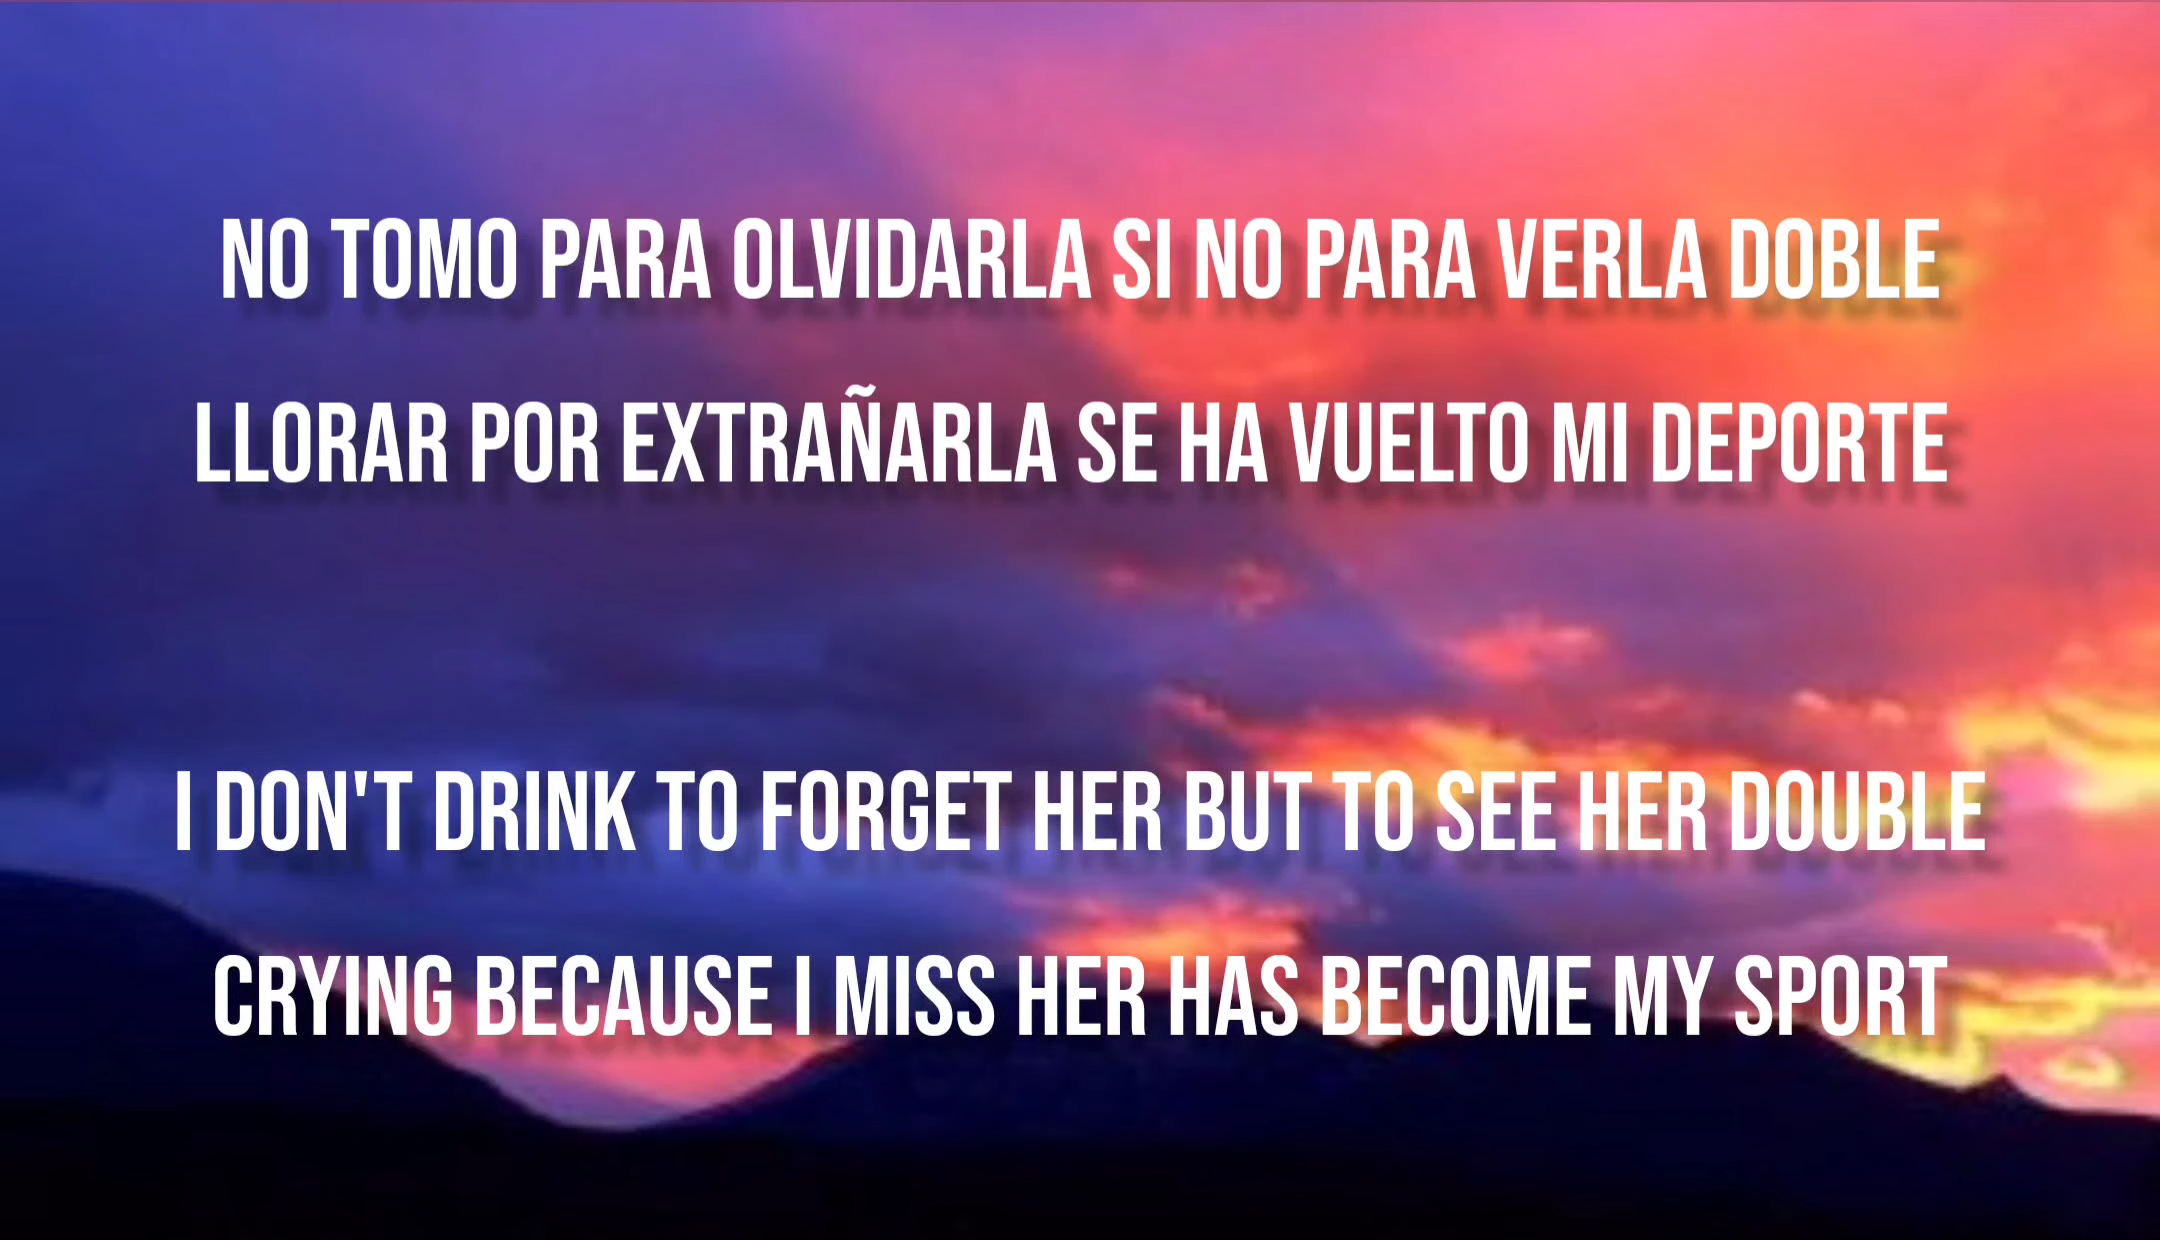 NO TOMO PARA OLVIDARLA SI NO PARA VERLA DOBLE
LLORAR POR EXTRAÑARLA SE HA VUELTO MI DEPORTE
I DON'T DRINK TO FORGET HER BUT TO SEE HER DOUBLE
CRYING BECAUSE I MISS HER HAS BECOME MY SPORT